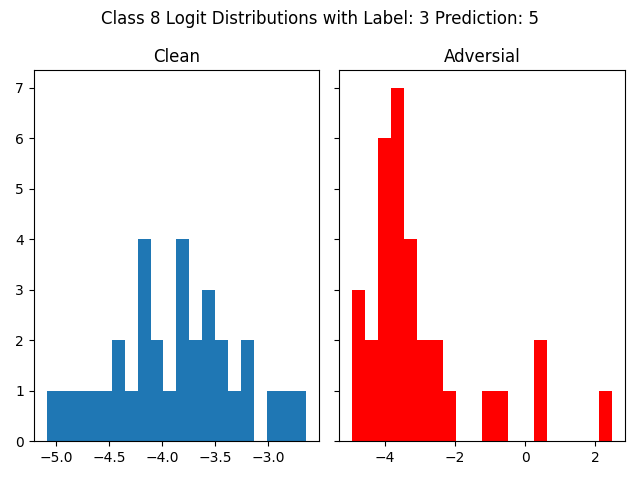 Class 8 Logit Distributions with Label: 3 Prediction: 5
Clean
Adversial
7
6
5
4
3
2
1
0
−5.0 −4.5 −4.0 −3.5 −3.0
−4 −2 0 2